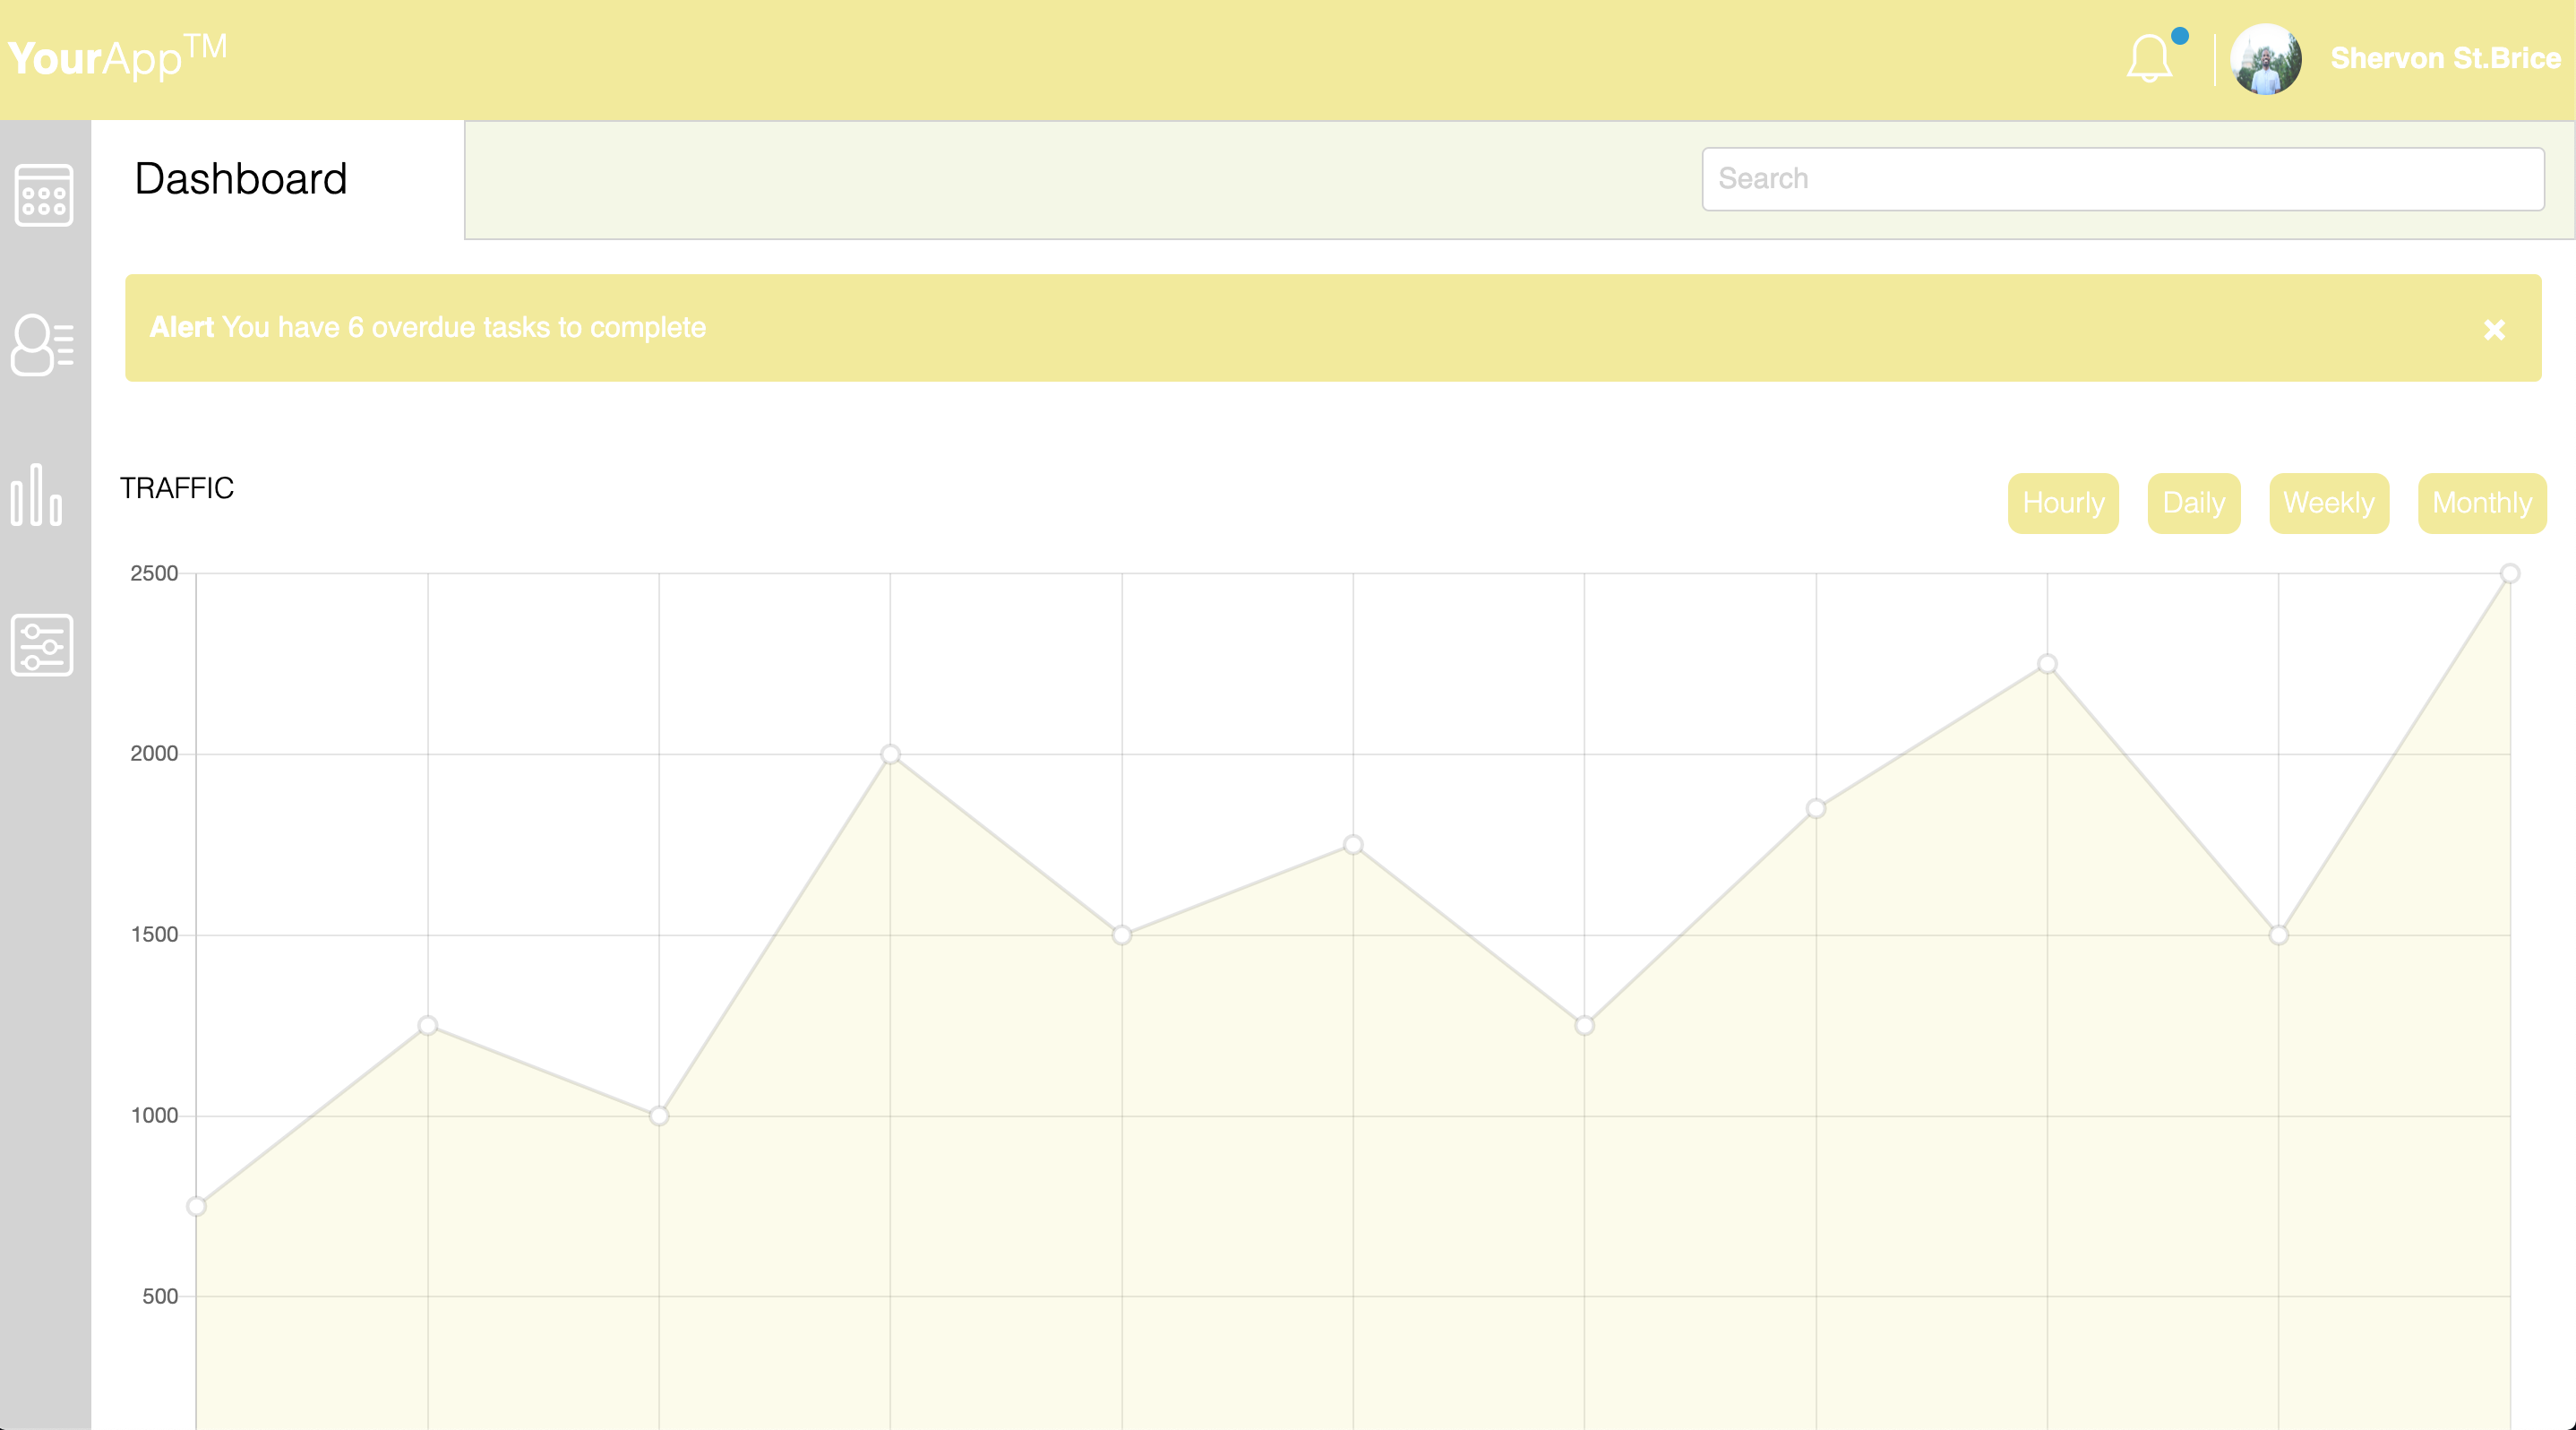 YourApp™
Shervon St.Brice
Dashboard
Search
Alert You have 6 overdue tasks to complete
TRAFFIC
Hourly
Daily
Weekly
Monthly
2500
2000
1500
1000
500